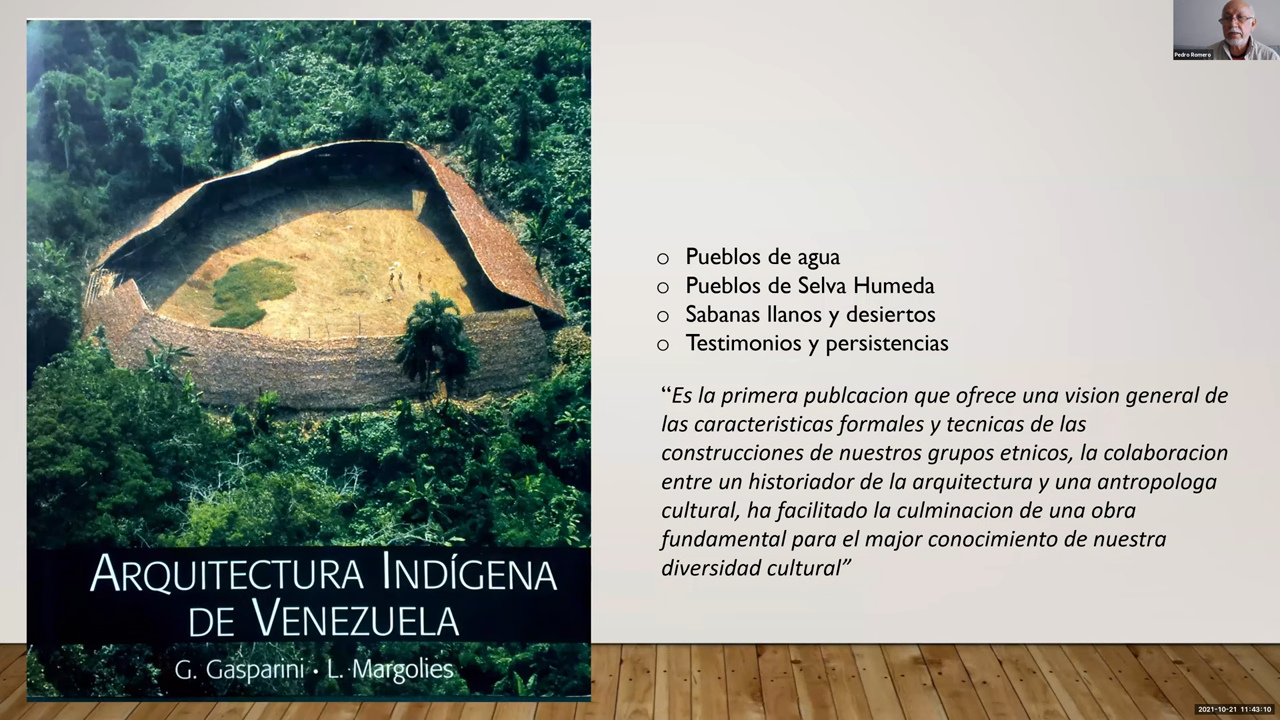 Pedro Romero
Pueblos de agua
Pueblos de Selva Humeda
Sabanas llanos y desiertos
Testimonios y persistencias
“Es la primera publcacion que ofrece una vision general de
las caracteristicas formales y tecnicas de las
construcciones de nuestros grupos etnicos, la colaboracion
entre un historiador de la arquitectura y una antropologa
cultural, ha facilitado la culminacion de una obra
fundamental para el major conocimiento de nuestra
diversidad cultural”
ARQUITECTURA INDÍGENA
DE VENEZUELA
G. Gasparini • L. Margolies
2021-10-21 11:43:10